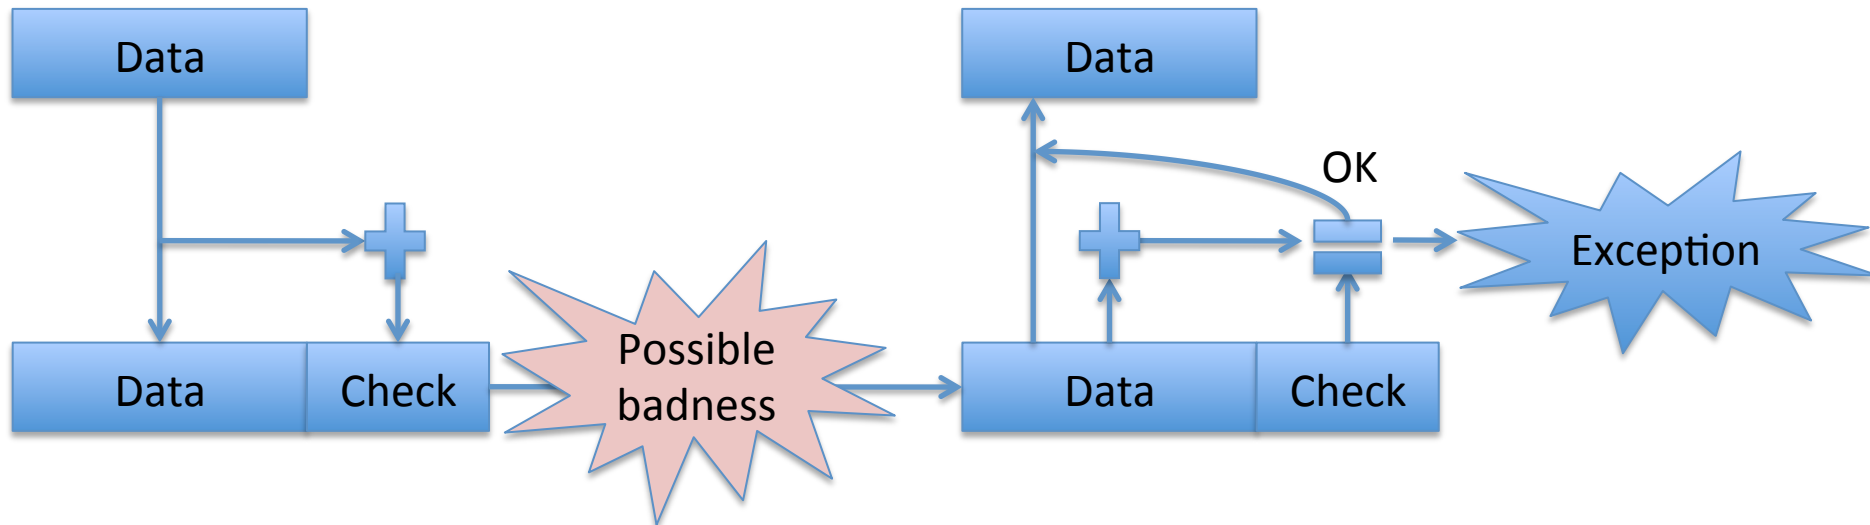 Data
Data
OK
Exception
Possible
badness
Data
Check
Data
Check